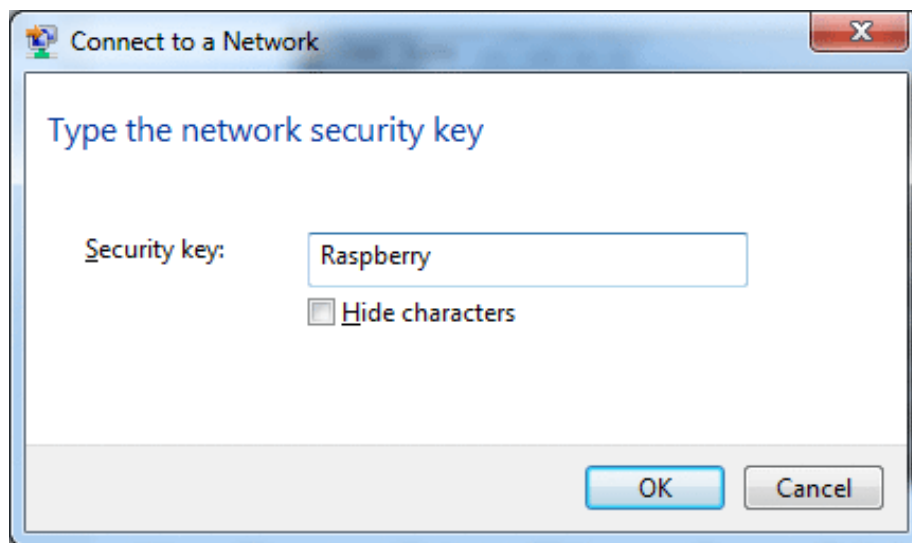 Connect to a Network
Type the network security key
Security key: Raspberry
Hide characters
OK Cancel